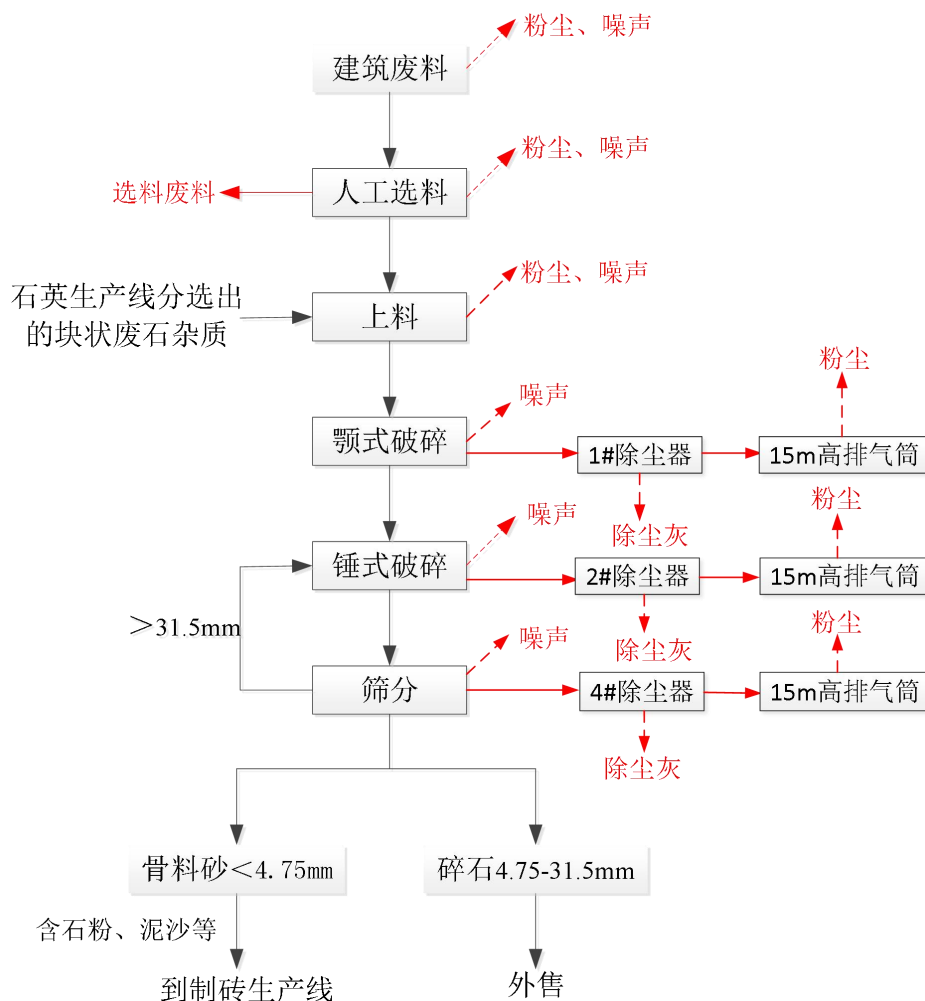 粉尘、噪声
建筑废料
粉尘、噪声
选料废料
人工选料
粉尘、噪声
石英生产线分选出
的块状废石杂质
上料
粉尘
噪声
颚式破碎
1#除尘器
15m高排气筒
粉尘
噪声
除尘灰
锤式破碎
2#除尘器
15m高排气筒
＞31.5mm
粉尘
噪声
除尘灰
筛分
4#除尘器
15m高排气筒
除尘灰
骨料砂＜4.75mm
碎石4.75-31.5mm
含石粉、泥沙等
到制砖生产线
外售